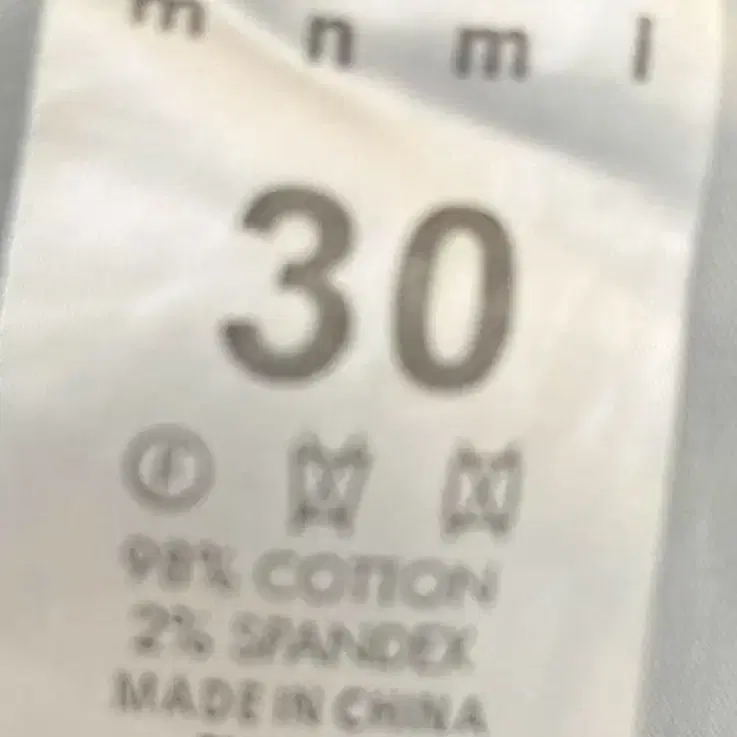 m n m l
30
98% COTTON
2% SPANDEX
MADE IN CHINA